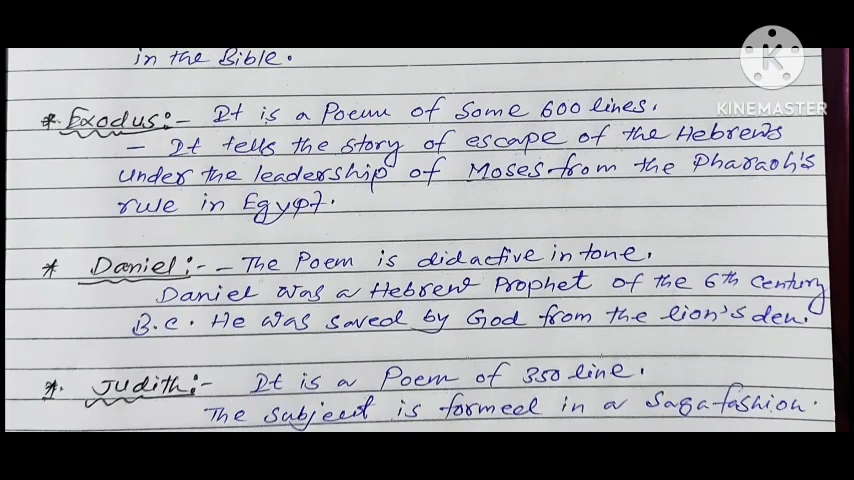 in the Bible.
* Exodus:- It is a Poem of Some 600 lines.
- It tells the story of escape of the Hebrews
under the leadership of Moses from the Pharaoh's
rule in Egypt.
* Daniel:- - The Poem is didactive in tone.
Daniel was a Hebrew Prophet of the 6th Century
B.C. He was saved by God from the lion's den.
* Judith:- It is a Poem of 350 line.
The Subject is formed in a Saga fashion.
K
KINEMASTER